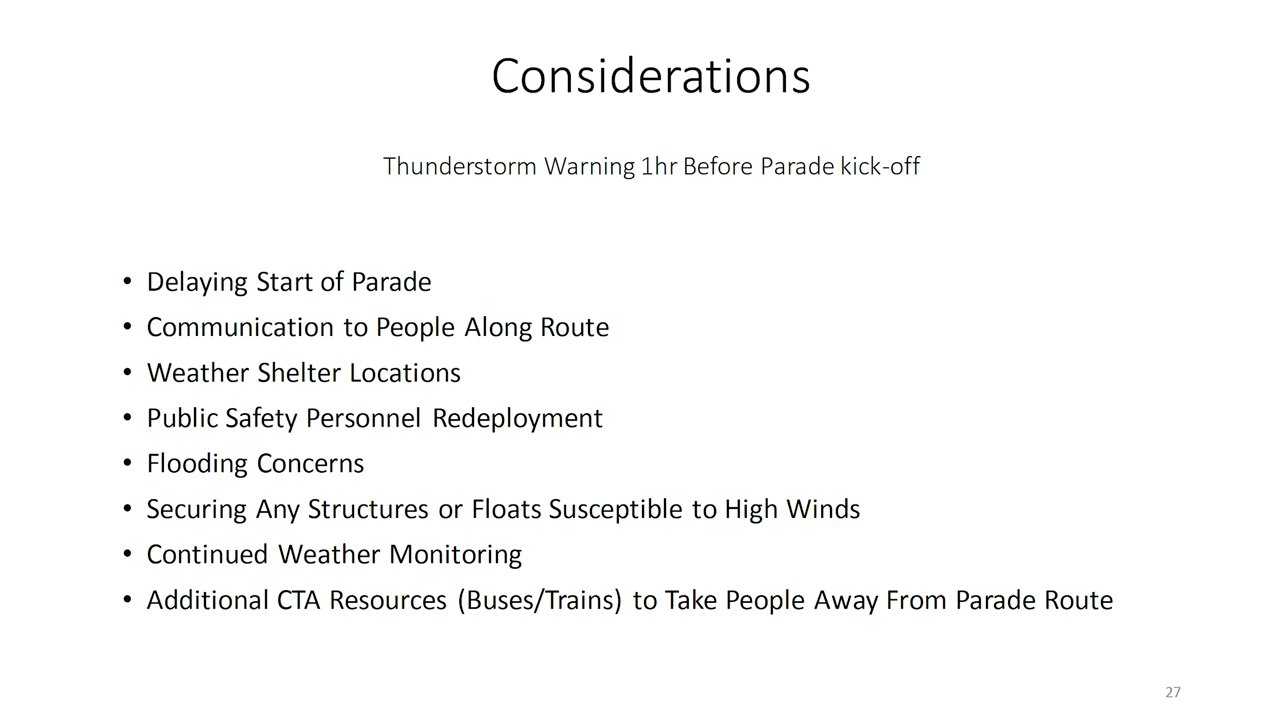 Considerations
Thunderstorm Warning 1hr Before Parade kick-off
• Delaying Start of Parade
• Communication to People Along Route
• Weather Shelter Locations
• Public Safety Personnel Redeployment
• Flooding Concerns
• Securing Any Structures or Floats Susceptible to High Winds
• Continued Weather Monitoring
• Additional CTA Resources (Buses/Trains) to Take People Away From Parade Route
27